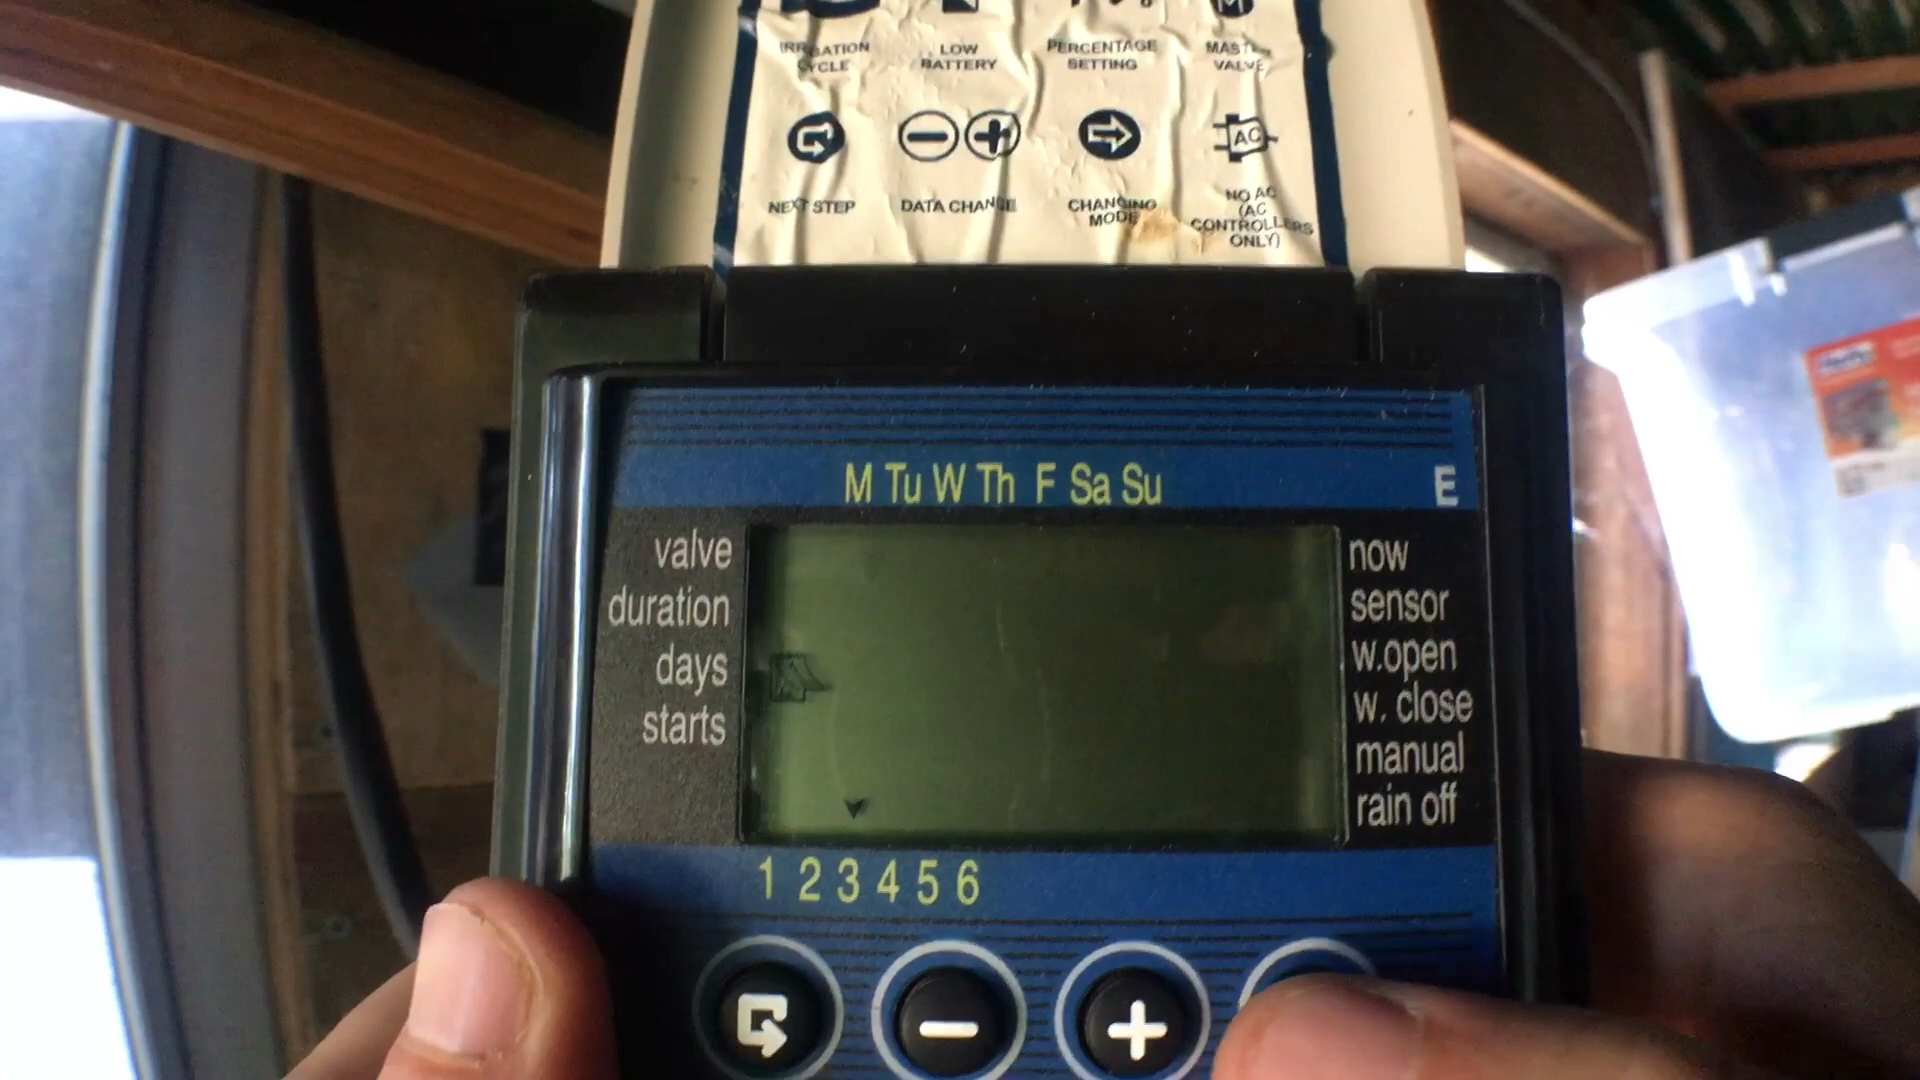 IRRIGATION CYCLE
LOW BATTERY
PERCENTAGE SETTING
MASTER VALVE
AC
NEXT STEP
DATA CHANGE
CHANGING MODE
NO AC (AC CONTROLLERS ONLY)
M Tu W Th F Sa Su
E
valve
duration
days
starts
now
sensor
w.open
w. close
manual
rain off
1 2 3 4 5 6